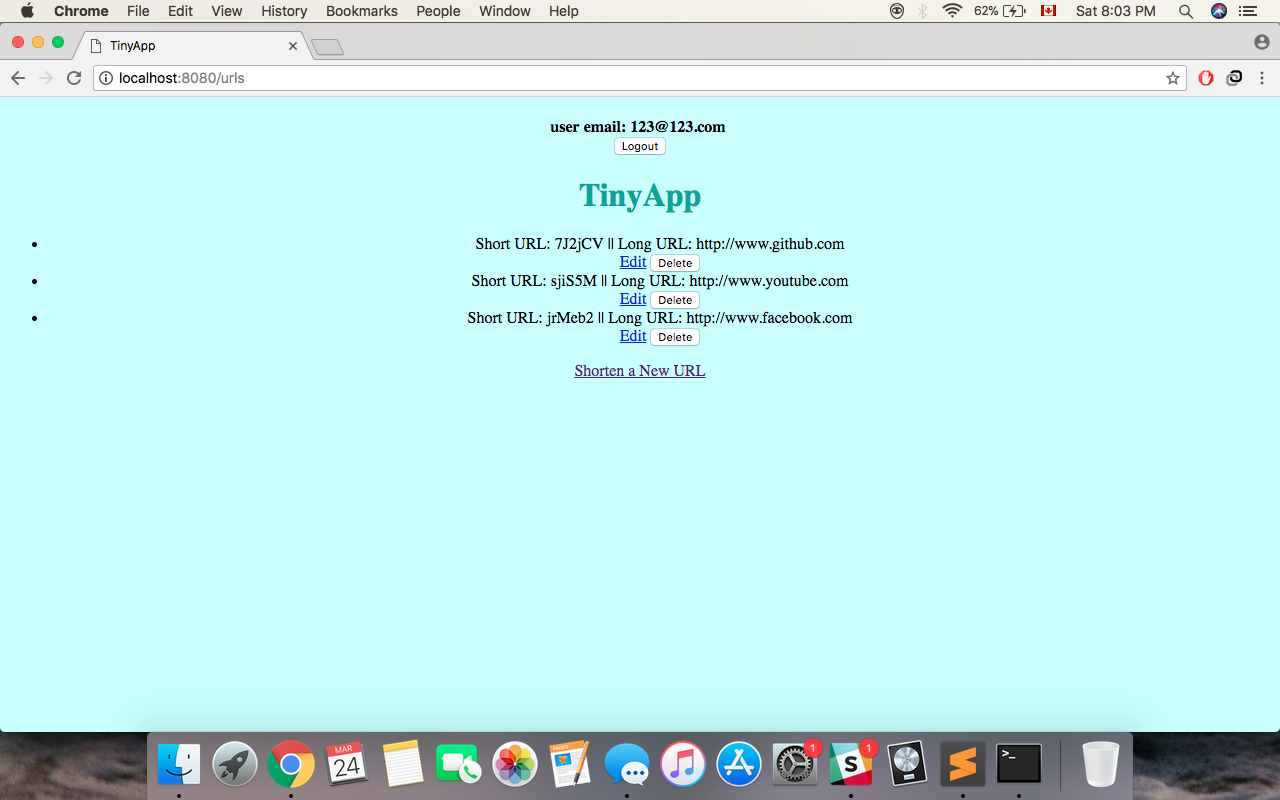 Chrome File Edit View History Bookmarks People Window Help 62% Sat 8:03 PM
TinyApp
localhost:8080/urls
user email: 123@123.com
Logout
TinyApp
Short URL: 7J2jCV || Long URL: http://www.github.com
Edit Delete
Short URL: sjiS5M || Long URL: http://www.youtube.com
Edit Delete
Short URL: jrMeb2 || Long URL: http://www.facebook.com
Edit Delete
Shorten a New URL
MAR
24
PAGES
1
1
S
>_